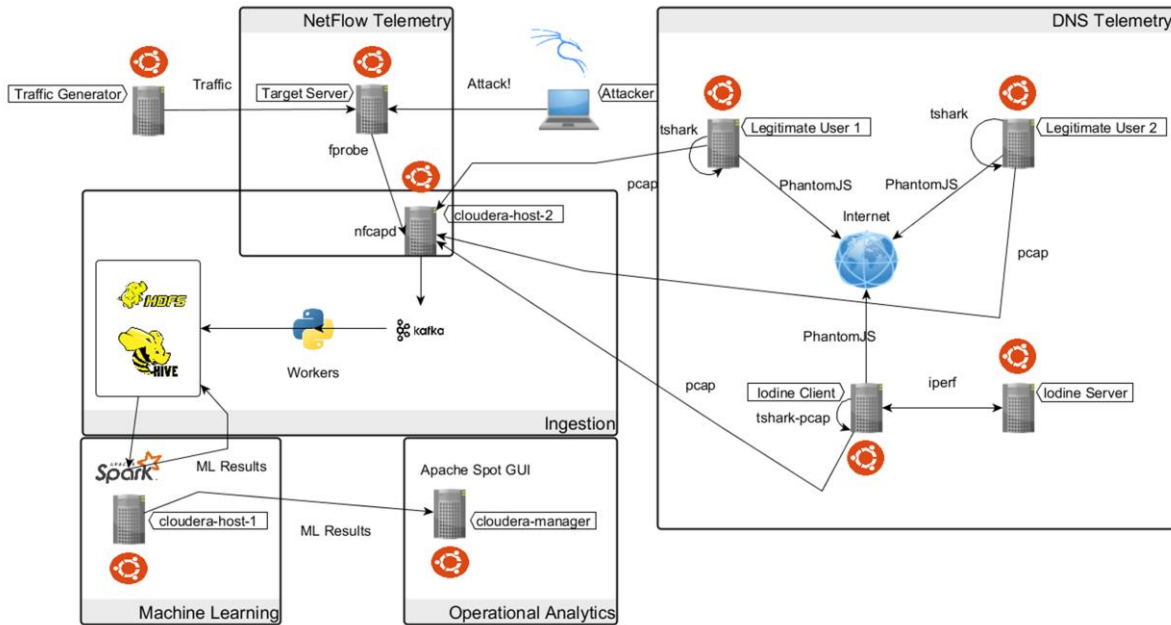 NetFlow Telemetry
DNS Telemetry
Traffic Generator
Traffic
Target Server
Attack!
Attacker
fprobe
tshark
Legitimate User 1
tshark
Legitimate User 2
pcap
PhantomJS
PhantomJS
Internet
cloudera-host-2
nfcapd
pcap
HDFS
HIVE
Workers
kafka
PhantomJS
pcap
Iodine Client
iperf
Iodine Server
tshark-pcap
Ingestion
APACHE
Spark
ML Results
Apache Spot GUI
cloudera-host-1
ML Results
cloudera-manager
Machine Learning
Operational Analytics